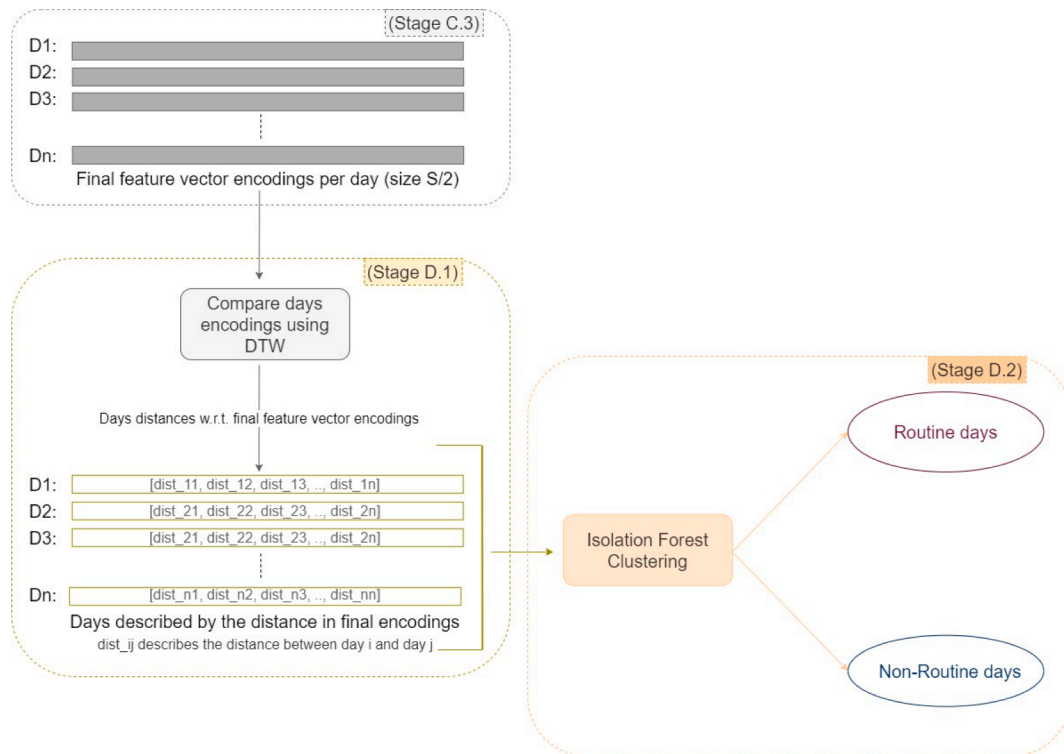 (Stage C.3)
D1:
D2:
D3:
Dn:
Final feature vector encodings per day (size S/2)
(Stage D.1)
Compare days
encodings using
DTW
Days distances w.r.t. final feature vector encodings
D1: [dist_11, dist_12, dist_13, .., dist_1n]
D2: [dist_21, dist_22, dist_23, .., dist_2n]
D3: [dist_21, dist_22, dist_23, .., dist_2n]
Dn: [dist_n1, dist_n2, dist_n3, .., dist_nn]
Days described by the distance in final encodings
dist_ij describes the distance between day i and day j
(Stage D.2)
Routine days
Isolation Forest
Clustering
Non-Routine days